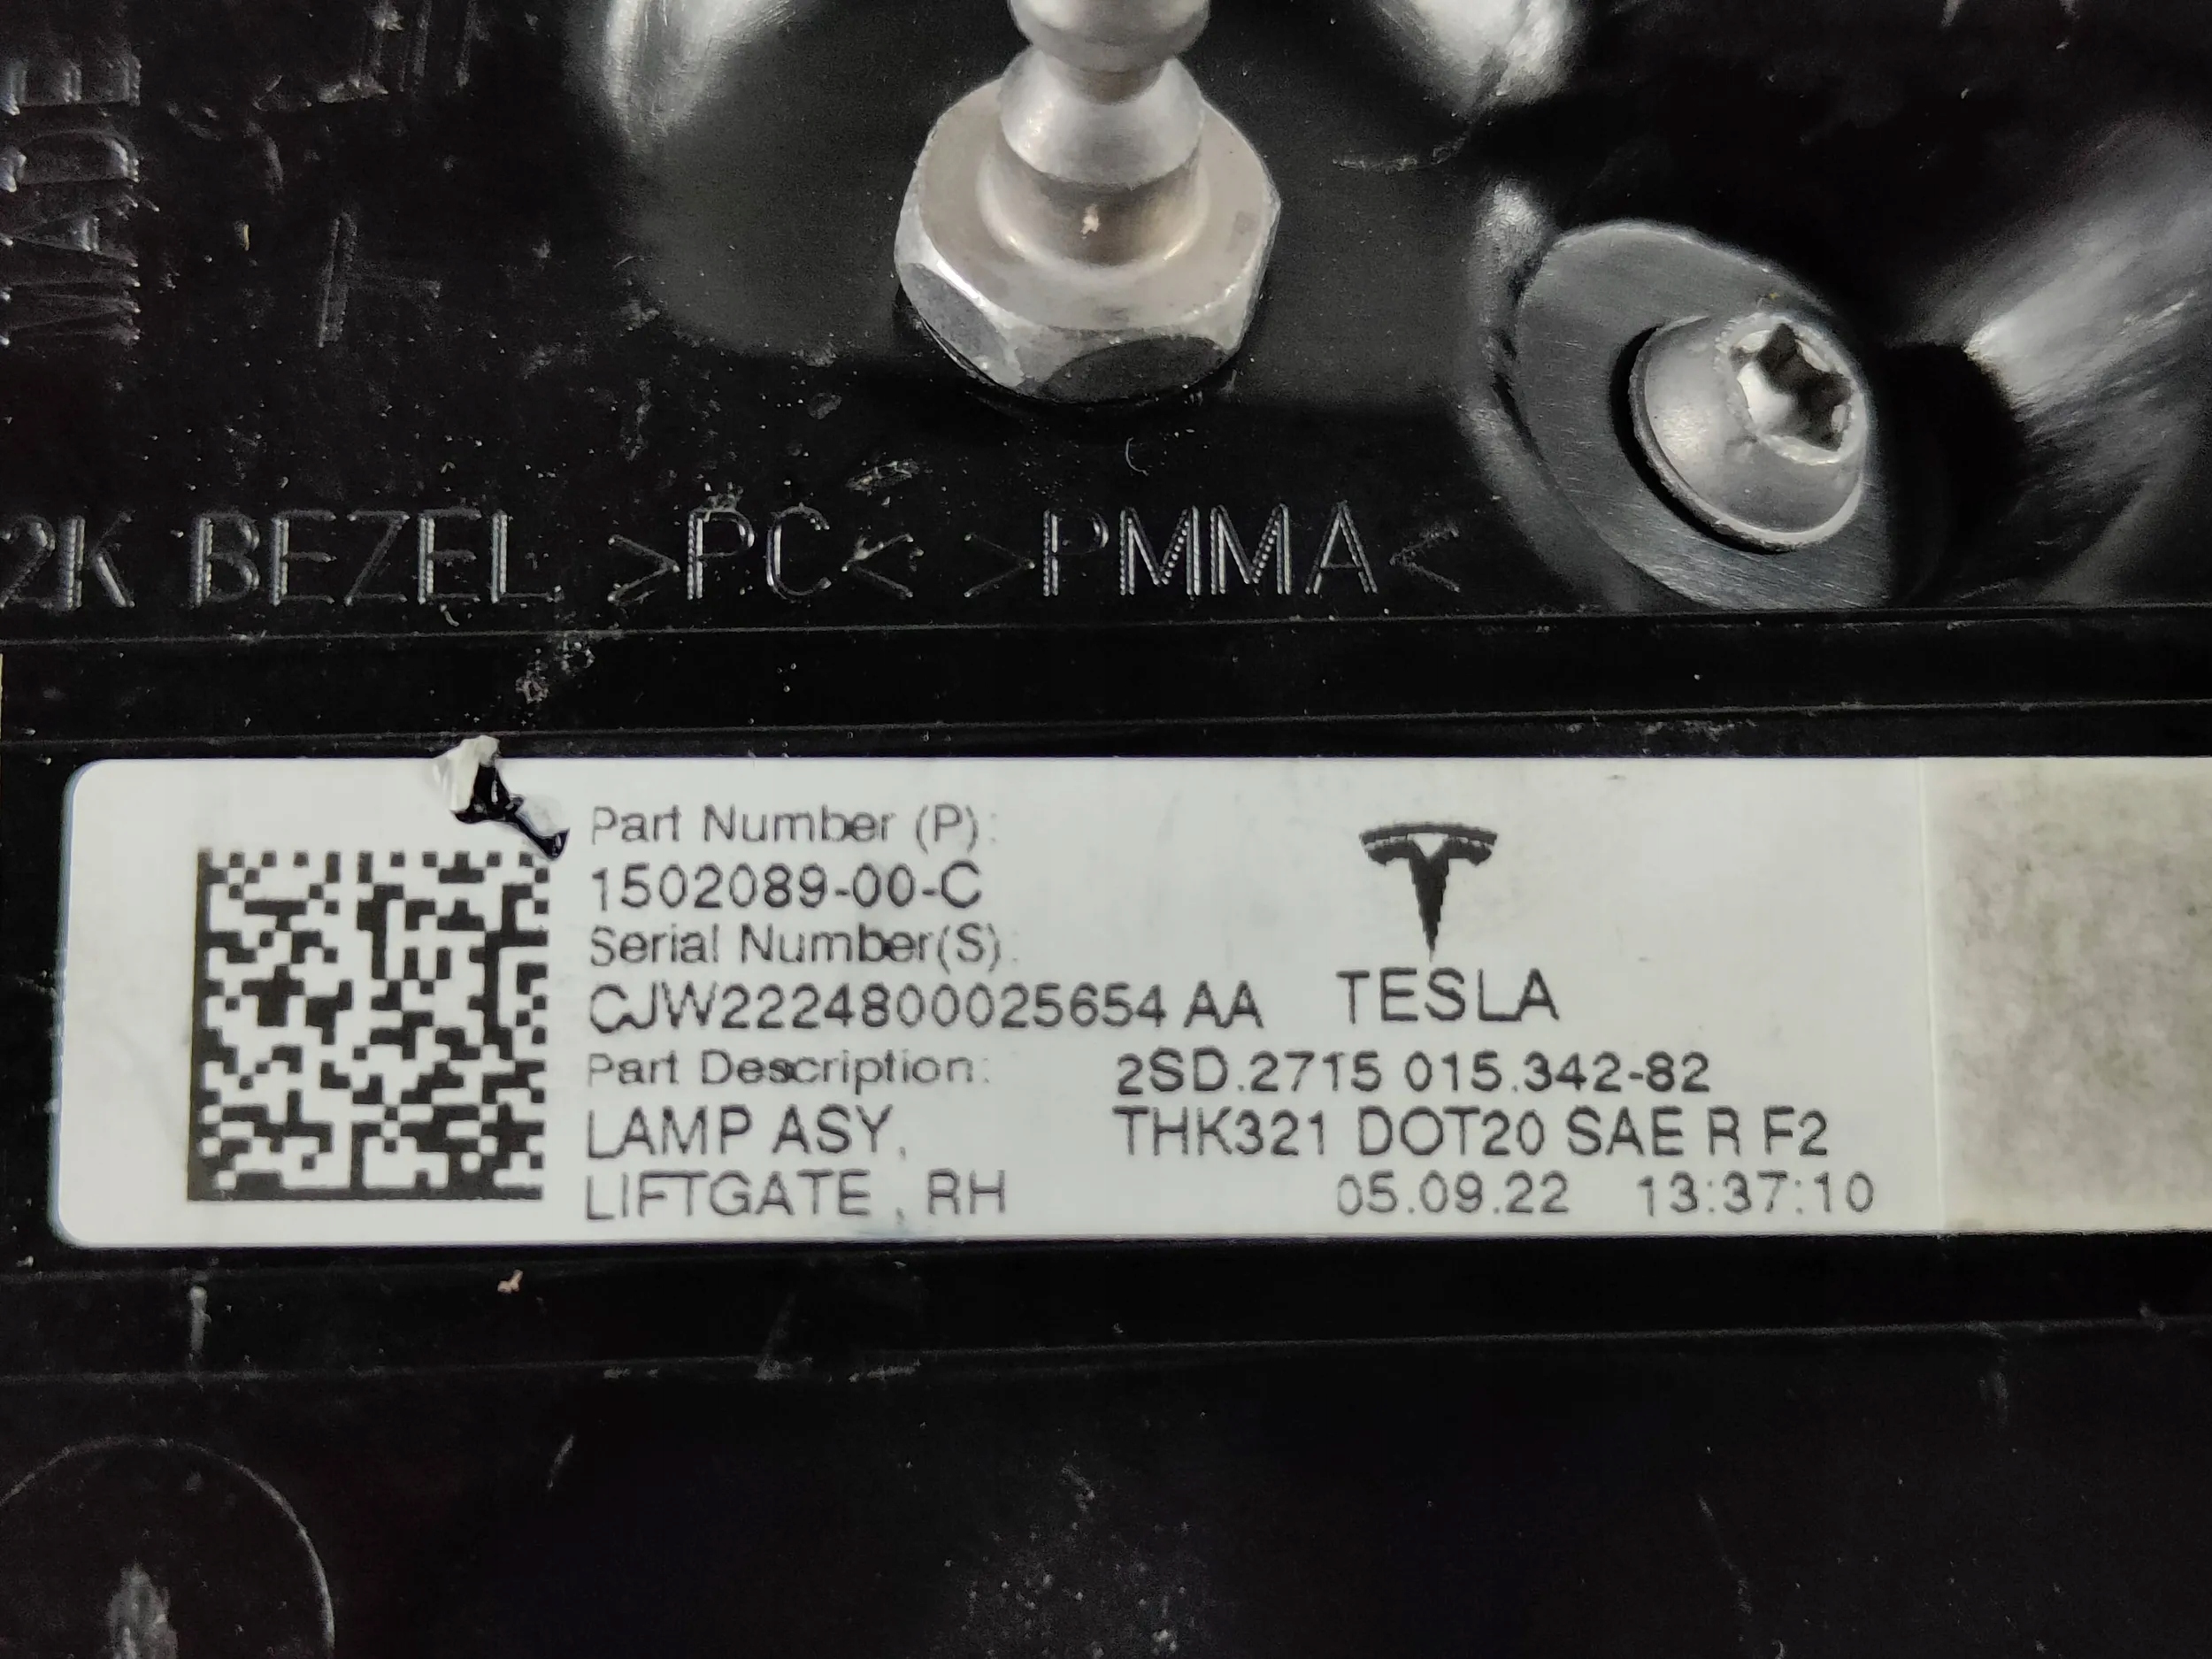 MADE
2K BEZEL >PC< >PMMA<
Part Number (P):
1502089-00-C
Serial Number(S):
CJW2224800025654 AA
TESLA
Part Description:
2SD.2715 015.342-82
LAMP ASY,
THK321 DOT20 SAE R F2
LIFTGATE , RH
05.09.22 13:37:10